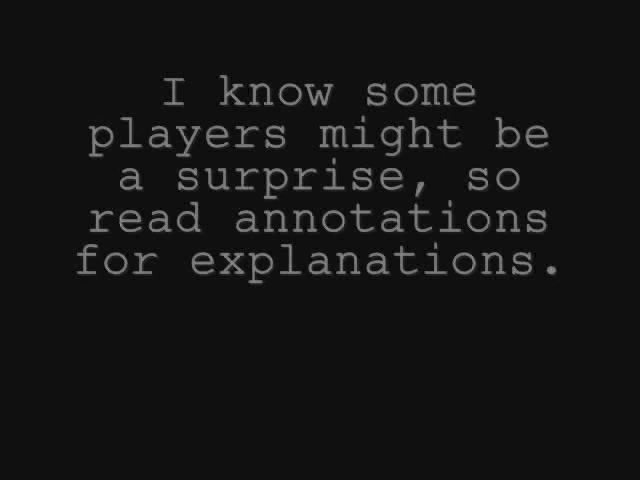 I know some
players might be
a surprise, so
read annotations
for explanations.